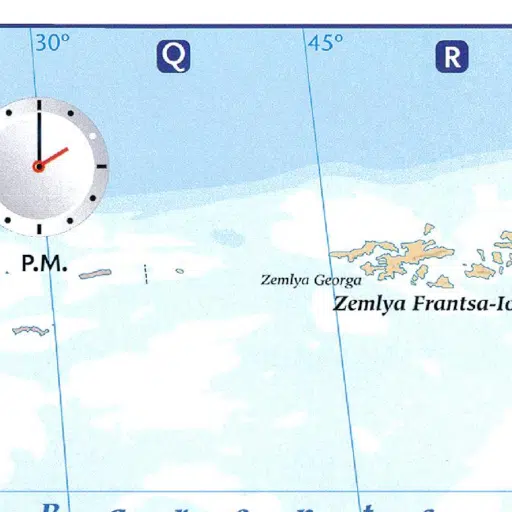 30° Q 45° R
P.M.
Zemlya Georga
Zemlya Frantsa-Io
B a r e n t s